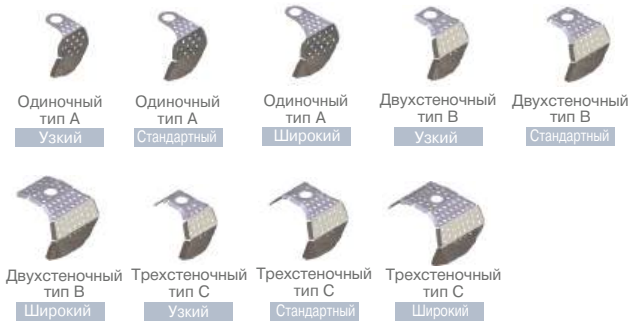 Одиночный
тип А
Узкий
Одиночный
тип А
Стандартный
Одиночный
тип А
Широкий
Двухстеночный
тип В
Узкий
Двухстеночный
тип В
Стандартный
Двухстеночный
тип В
Широкий
Трехстеночный
тип С
Узкий
Трехстеночный
тип С
Стандартный
Трехстеночный
тип С
Широкий